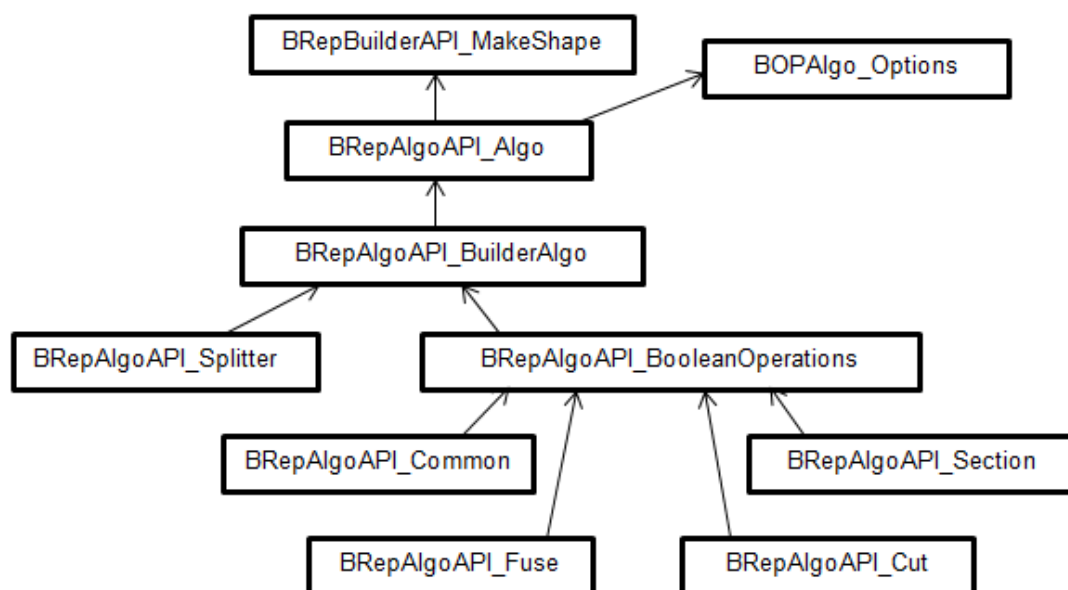 BRepBuilderAPI_MakeShape
BOPAlgo_Options
BRepAlgoAPI_Algo
BRepAlgoAPI_BuilderAlgo
BRepAlgoAPI_Splitter
BRepAlgoAPI_BooleanOperations
BRepAlgoAPI_Common
BRepAlgoAPI_Section
BRepAlgoAPI_Fuse
BRepAlgoAPI_Cut